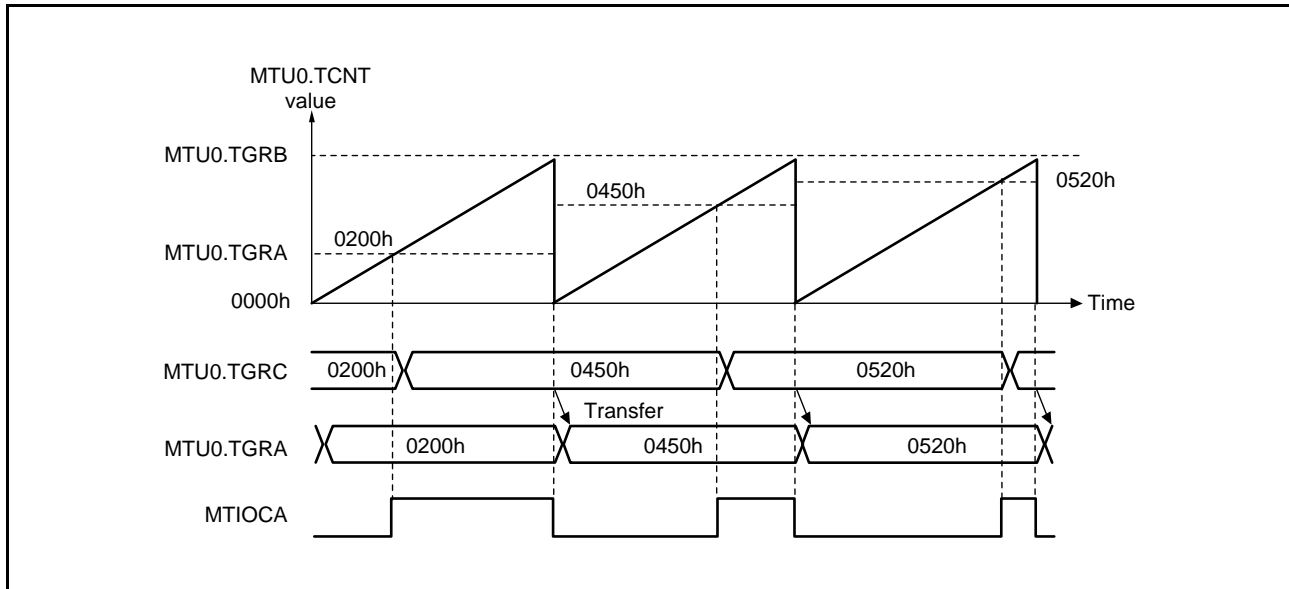 MTU0.TCNT
value
MTU0.TGRB
0520h
0450h
MTU0.TGRA
0200h
0000h
Time
MTU0.TGRC
0200h
0450h
0520h
Transfer
MTU0.TGRA
0200h
0450h
0520h
MTIOCA